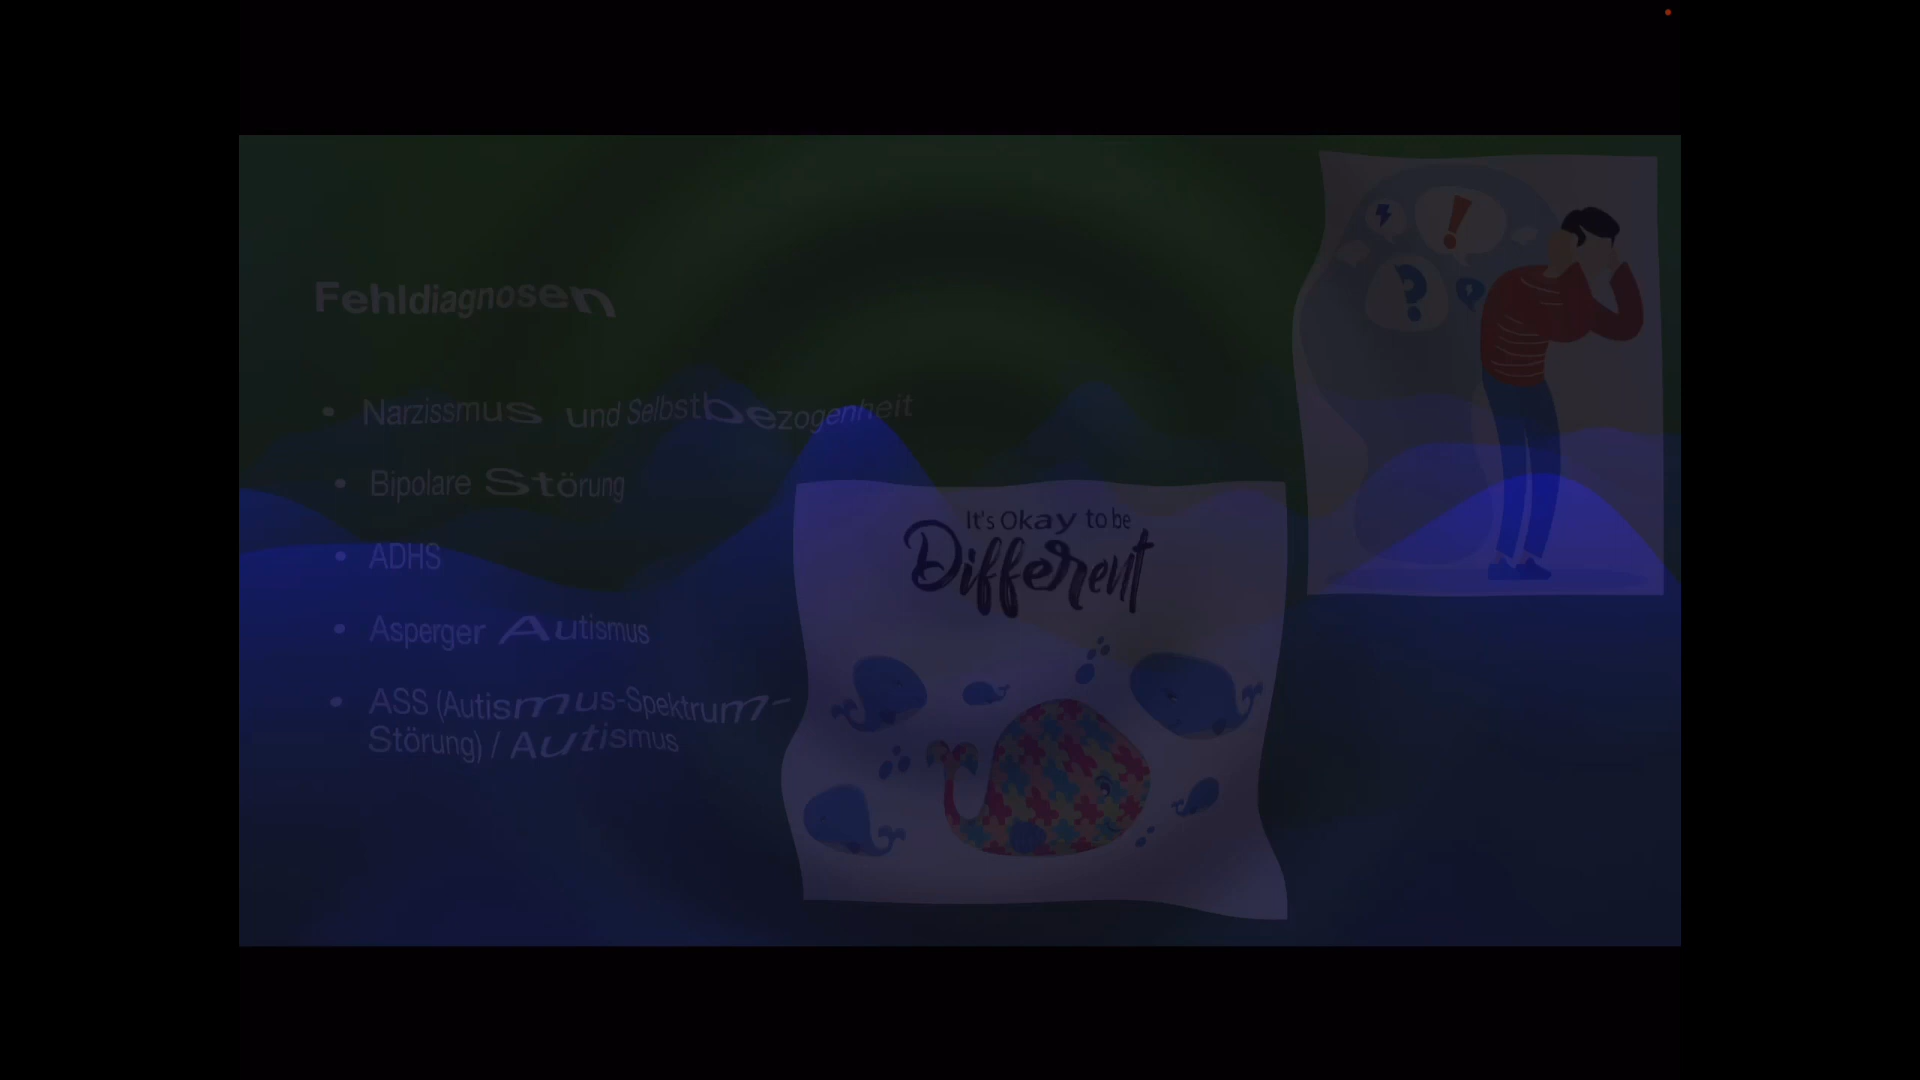 Fehldiagnosen
• Narzissmus und Selbstbezogenheit
• Bipolare Störung
• ADHS
• Asperger Autismus
• ASS (Autismus-Spektrum-
Störung) / Autismus
It's Okay to be
Different
! 
?